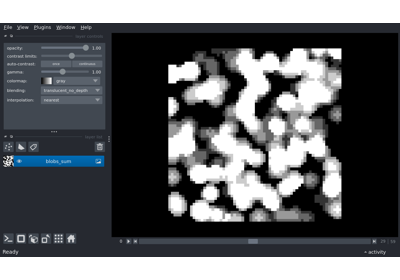 File View Plugins Window Help
opacity: 1.00
contrast limits:
auto-contrast: once continuous
gamma: 1.00
colormap: gray
blending: translucent_no_depth
interpolation: nearest
blobs_sum
Ready
activity